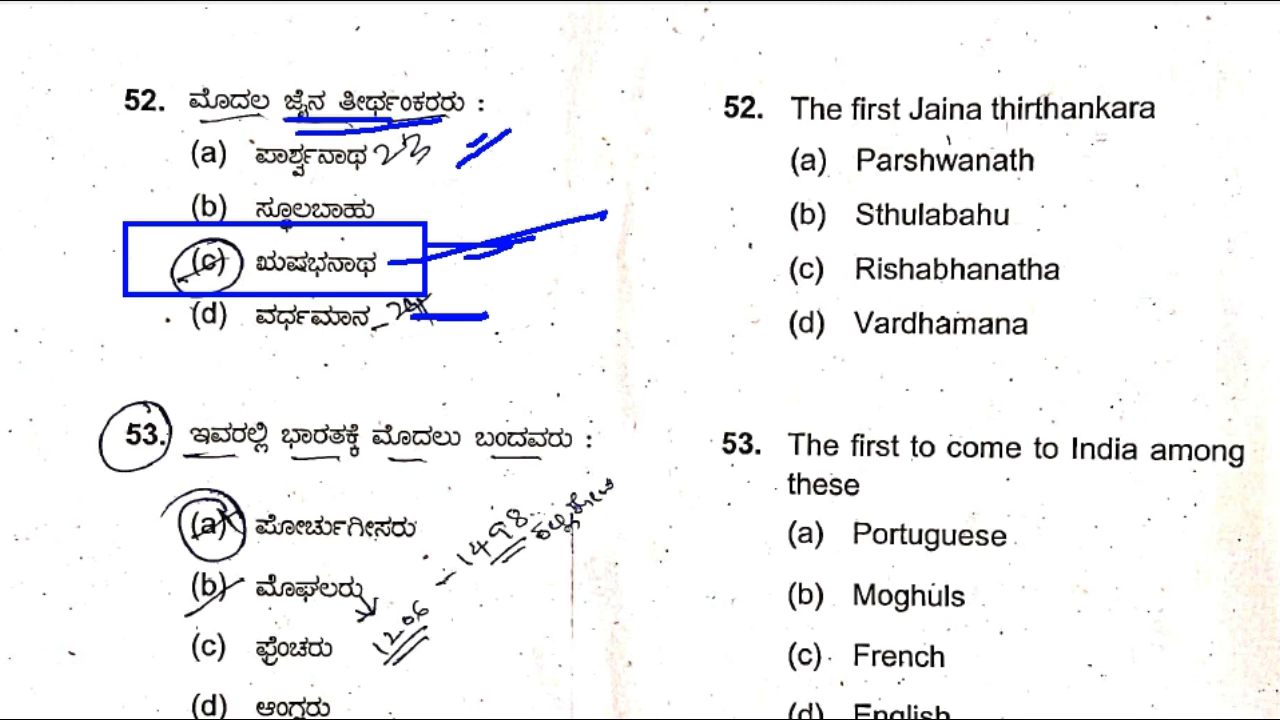 52. ಮೊದಲ ಜೈನ ತೀರ್ಥಂಕರರು :
(a) ಪಾರ್ಶ್ವನಾಥ 23
(b) ಸ್ಥೂಲಬಾಹು
(c) ಋಷಭನಾಥ
(d) ವರ್ಧಮಾನ - 24
53. ಇವರಲ್ಲಿ ಭಾರತಕ್ಕೆ ಮೊದಲು ಬಂದವರು :
(a) ಪೋರ್ಚುಗೀಸರು
- 1498
(b) ಮೊಘಲರು
1206
(c) ಫ್ರೆಂಚರು
(d) ಆಂಗ್ಲರು
52. The first Jaina thirthankara
(a) Parshwanath
(b) Sthulabahu
(c) Rishabhanatha
(d) Vardhamana
53. The first to come to India among
these
(a) Portuguese
(b) Moghuls
(c) French
(d) English